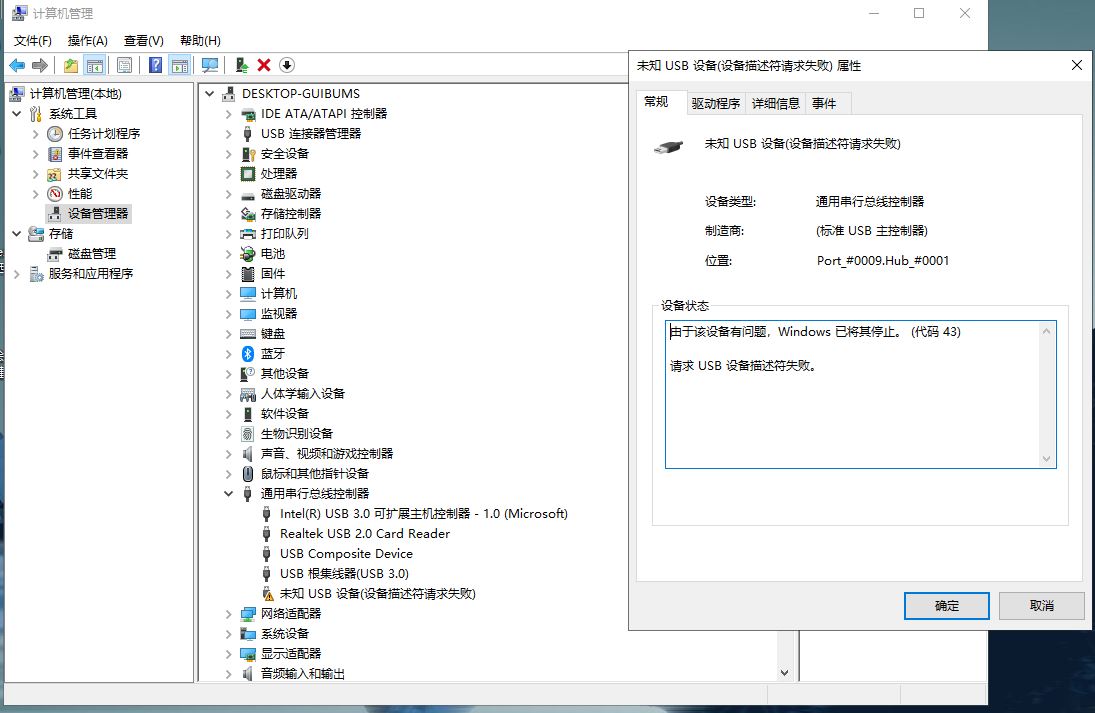 计算机管理
文件(F) 操作(A) 查看(V) 帮助(H)
计算机管理(本地)
系统工具
任务计划程序
事件查看器
共享文件夹
性能
设备管理器
存储
磁盘管理
服务和应用程序
DESKTOP-GUIBUMS
IDE ATA/ATAPI 控制器
USB 连接器管理器
安全设备
处理器
磁盘驱动器
存储控制器
打印队列
电池
固件
计算机
监视器
键盘
蓝牙
其他设备
人体学输入设备
软件设备
生物识别设备
声音、视频和游戏控制器
鼠标和其他指针设备
通用串行总线控制器
Intel(R) USB 3.0 可扩展主机控制器 - 1.0 (Microsoft)
Realtek USB 2.0 Card Reader
USB Composite Device
USB 根集线器(USB 3.0)
未知 USB 设备(设备描述符请求失败)
网络适配器
系统设备
显示适配器
音频输入和输出
未知 USB 设备(设备描述符请求失败) 属性
常规 驱动程序 详细信息 事件
未知 USB 设备(设备描述符请求失败)
设备类型: 通用串行总线控制器
制造商: (标准 USB 主控制器)
位置: Port_#0009.Hub_#0001
设备状态
由于该设备有问题，Windows 已将其停止。 (代码 43)
请求 USB 设备描述符失败。
确定 取消